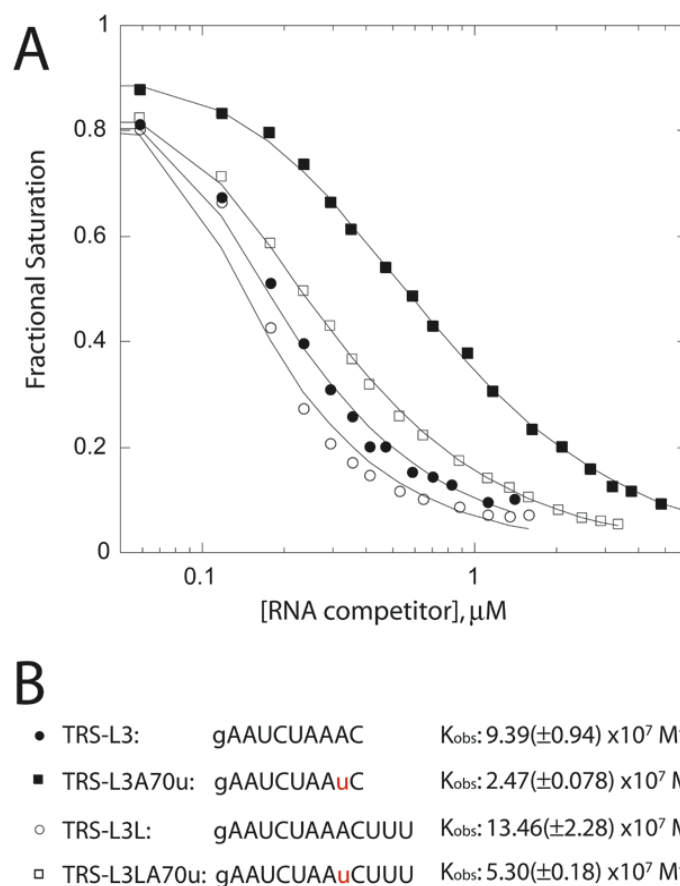 A
1
0.8
0.6
0.4
0.2
0
Fractional Saturation
0.1 1
[RNA competitor], μM
B
● TRS-L3: gAAUCUAAAC Kobs: 9.39(±0.94) x10⁷ M
■ TRS-L3A70u: gAAUCUAAuC Kobs: 2.47(±0.078) x10⁷ M
○ TRS-L3L: gAAUCUAAACUUU Kobs: 13.46(±2.28) x10⁷ M
□ TRS-L3LA70u: gAAUCUAAuCUUU Kobs: 5.30(±0.18) x10⁷ M